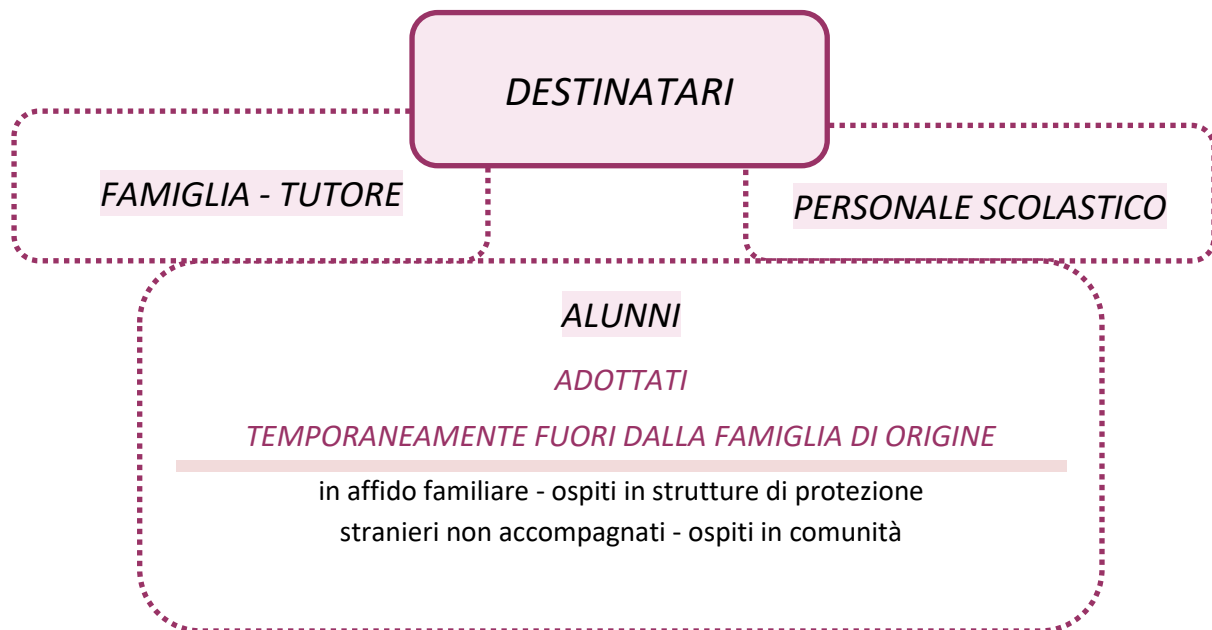 DESTINATARI
FAMIGLIA - TUTORE
PERSONALE SCOLASTICO
ALUNNI
ADOTTATI
TEMPORANEAMENTE FUORI DALLA FAMIGLIA DI ORIGINE
in affido familiare - ospiti in strutture di protezione
stranieri non accompagnati - ospiti in comunità